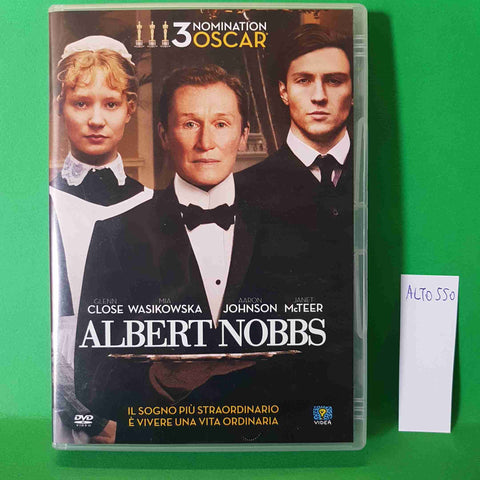 3 NOMINATION
OSCAR®
GLENN CLOSE MIA WASIKOWSKA AARON JOHNSON JANET McTEER
ALBERT NOBBS
IL SOGNO PIÙ STRAORDINARIO
È VIVERE UNA VITA ORDINARIA
DVD
VIDEO
VIDEA
ALTO 550